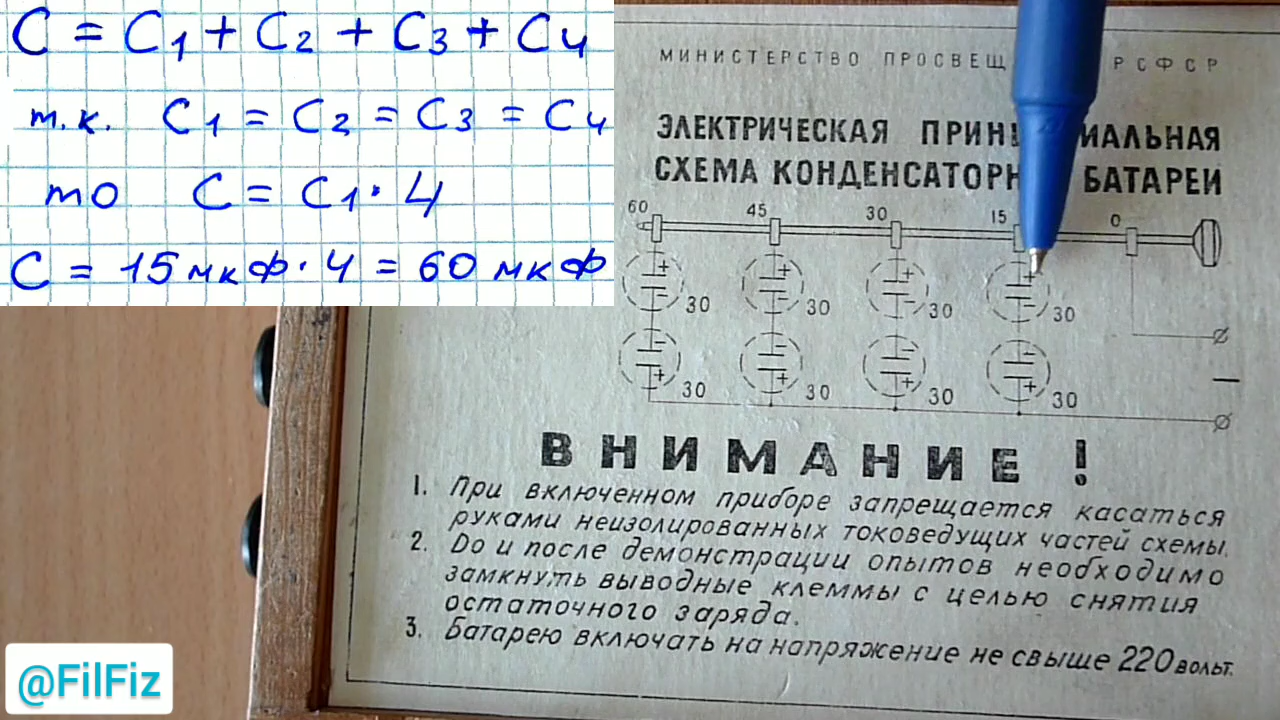 C = C1 + C2 + C3 + C4
т.к. C1 = C2 = C3 = C4
то C = C1 · 4
C = 15 мкФ · 4 = 60 мкФ
МИНИСТЕРСТВО ПРОСВЕЩ РСФСР
ЭЛЕКТРИЧЕСКАЯ ПРИНЦ ИАЛЬНАЯ
СХЕМА КОНДЕНСАТОРН БАТАРЕИ
60 45 30 15 0
+ + + +
− − − −
30 30 30 30
− − − −
+ + + +
30 30 30 30
—
ВНИМАНИЕ !
1. При включенном приборе запрещается касаться
руками неизолированных токоведущих частей схемы.
2. До и после демонстрации опытов необходимо
замкнуть выводные клеммы с целью снятия
остаточного заряда.
3. Батарею включать на напряжение не свыше 220 вольт.
@FilFiz